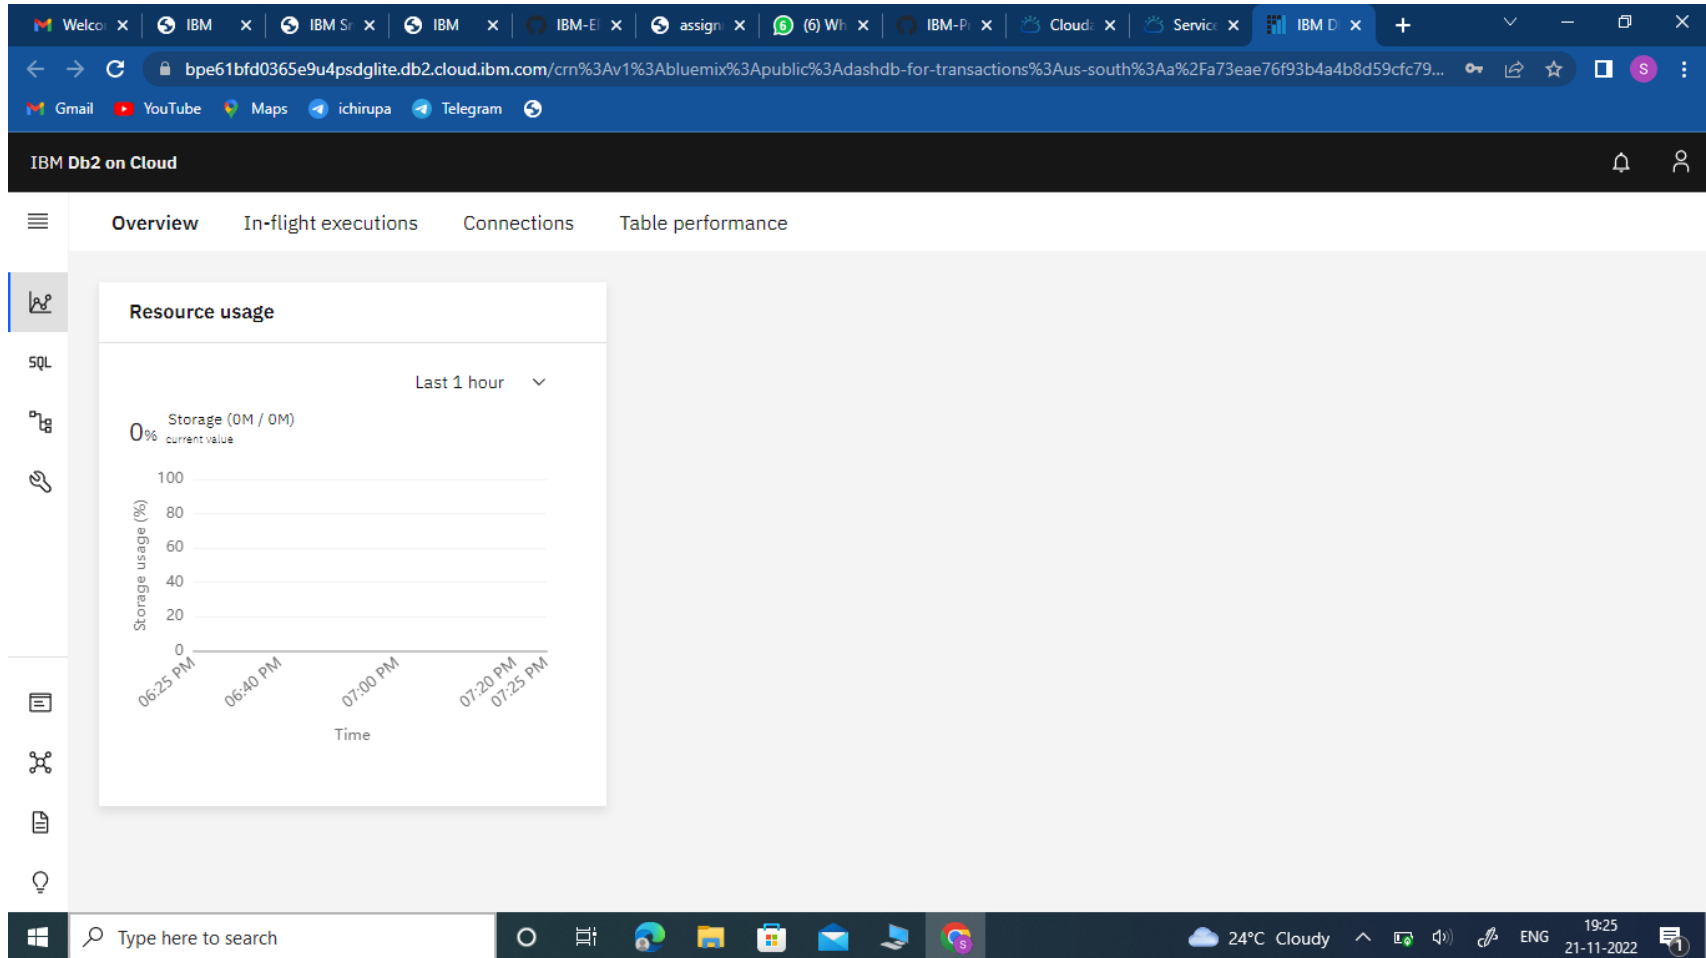 Welco IBM IBM Sr IBM IBM-E assign (6) Wh IBM-P Clouda Service IBM D
bpe61bfd0365e9u4psdglite.db2.cloud.ibm.com/crn%3Av1%3Abluemix%3Apublic%3Adashdb-for-transactions%3Aus-south%3Aa%2Fa73eae76f93b4a4b8d59cfc79...
S
Gmail YouTube Maps ichirupa Telegram
IBM Db2 on Cloud
Overview In-flight executions Connections Table performance
Resource usage
SQL
Last 1 hour
0% Storage (0M / 0M)
current value
100
80
60
40
20
0
Storage usage (%)
06:25 PM 06:40 PM 07:00 PM 07:20 PM 07:25 PM
Time
Type here to search
24°C Cloudy
ENG
19:25
21-11-2022
1